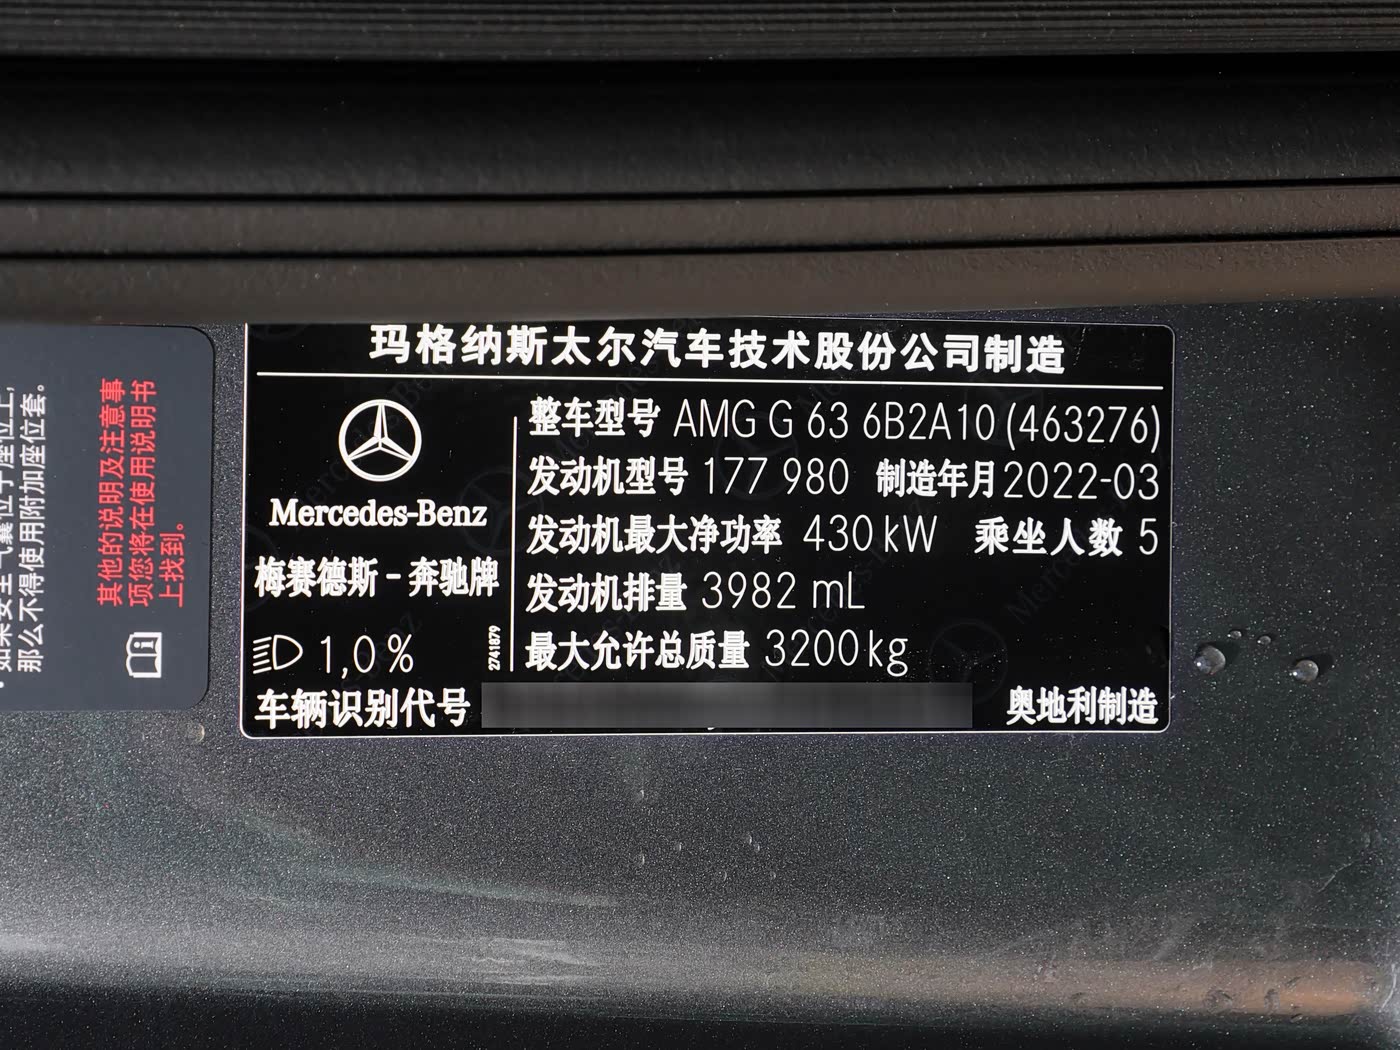 玛格纳斯太尔汽车技术股份公司制造
Mercedes-Benz
梅赛德斯-奔驰牌
1,0%
2741879
整车型号 AMG G 63 6B2A10 (463276)
发动机型号 177 980 制造年月 2022-03
发动机最大净功率 430 kW 乘坐人数 5
发动机排量 3982 mL
最大允许总质量 3200 kg
车辆识别代号
奥地利制造
那么不得使用附加座位套。
其他的说明及注意事
项您将在使用说明书
上找到。